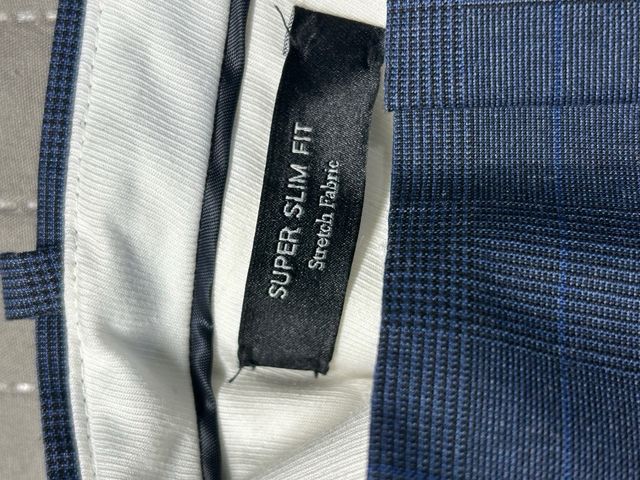 SUPER SLIM FIT
Stretch Fabric